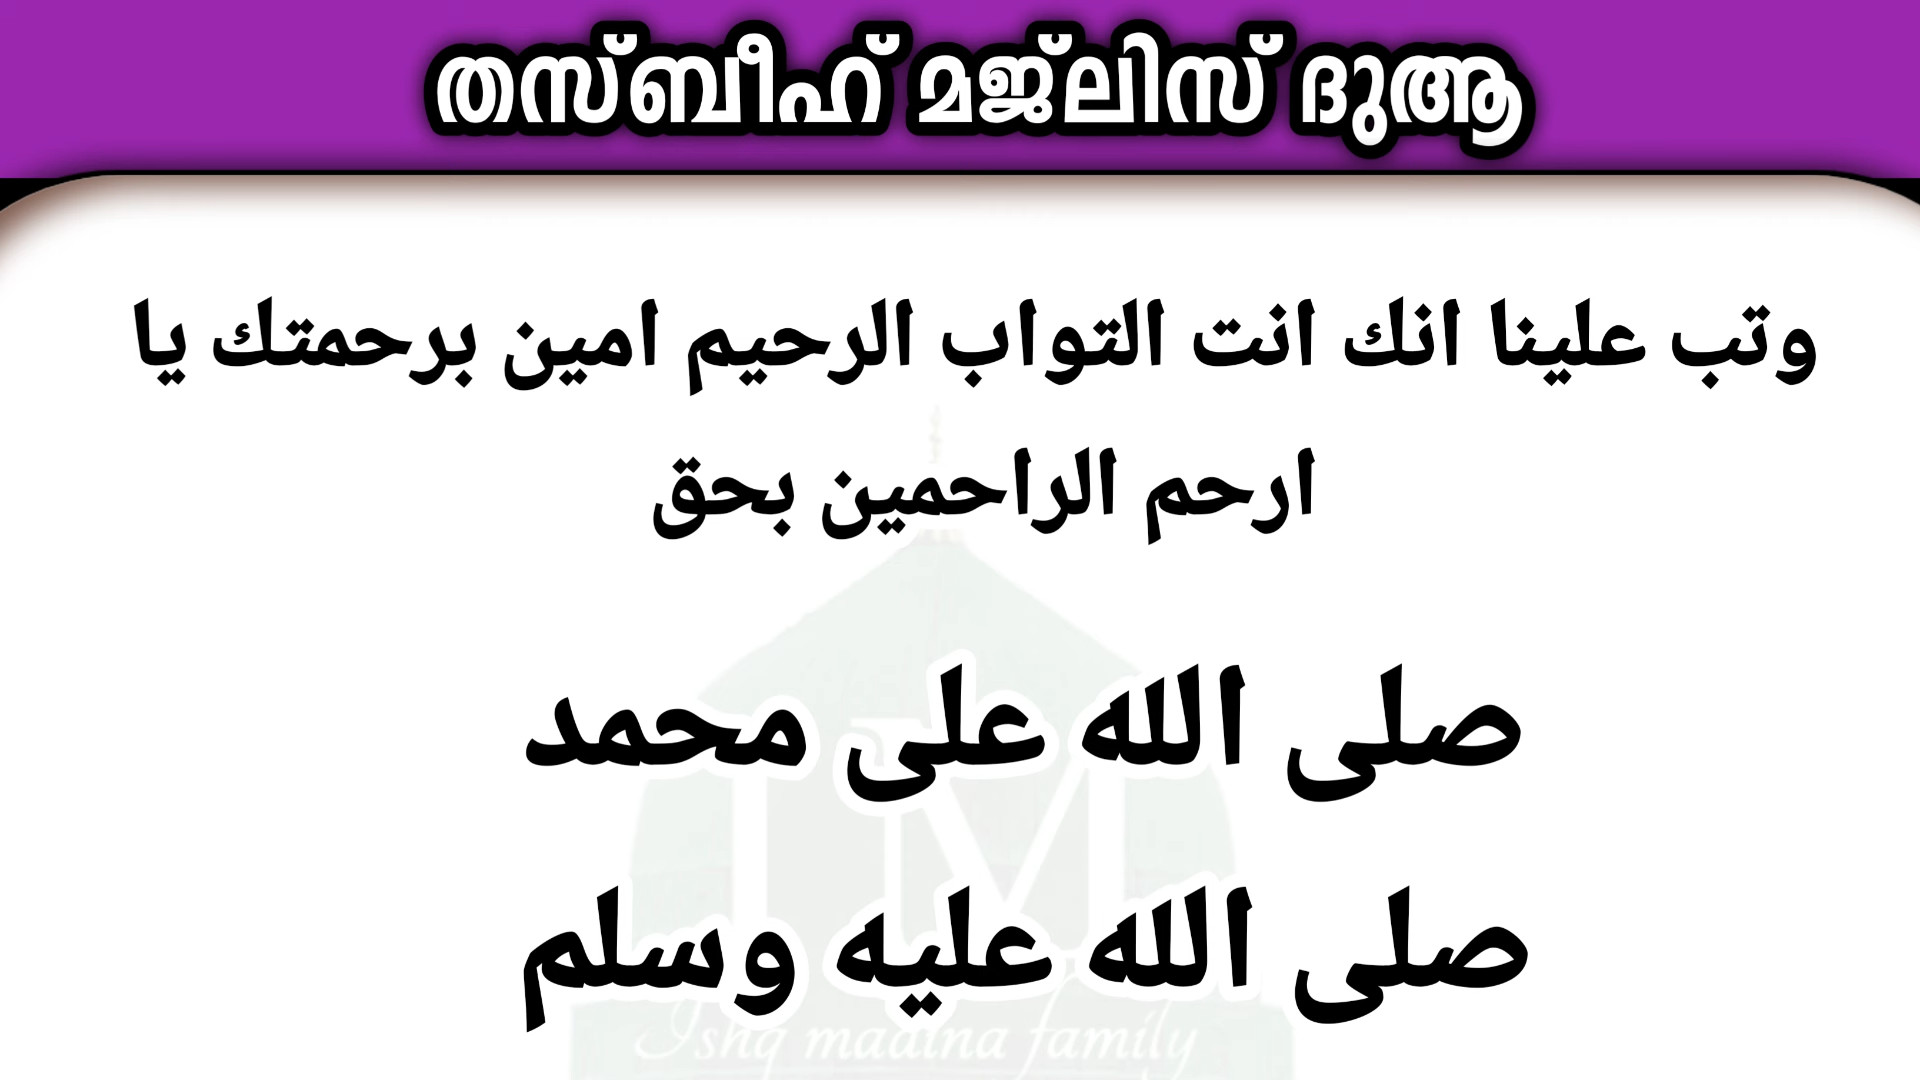 തസ്ബീഹ് മജ്ലിസ് ദുആ
وتب علينا انك انت التواب الرحيم امين برحمتك يا
ارحم الراحمين بحق
صلى الله على محمد
صلى الله عليه وسلم
I M
Ishq madina family